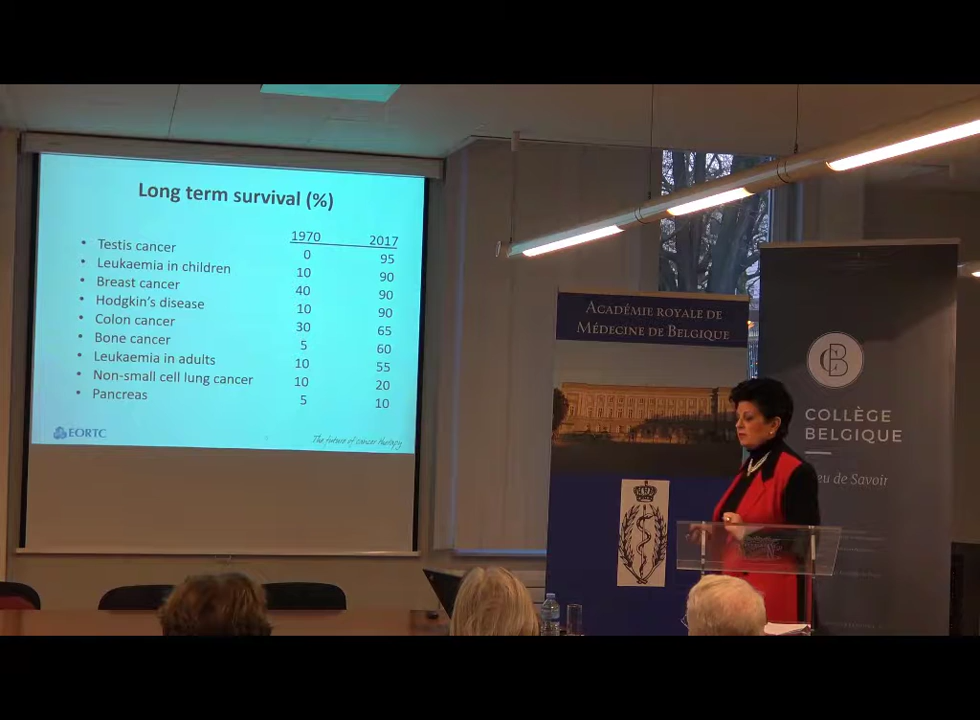 Long term survival (%)
1970 2017
• Testis cancer 0 95
• Leukaemia in children 10 90
• Breast cancer 40 90
• Hodgkin's disease 10 90
• Colon cancer 30 65
• Bone cancer 5 60
• Leukaemia in adults 10 55
• Non-small cell lung cancer 10 20
• Pancreas 5 10
EORTC
The future of cancer therapy
ACADÉMIE ROYALE DE
MÉDECINE DE BELGIQUE
CB
COLLÈGE
BELGIQUE
de Savoir